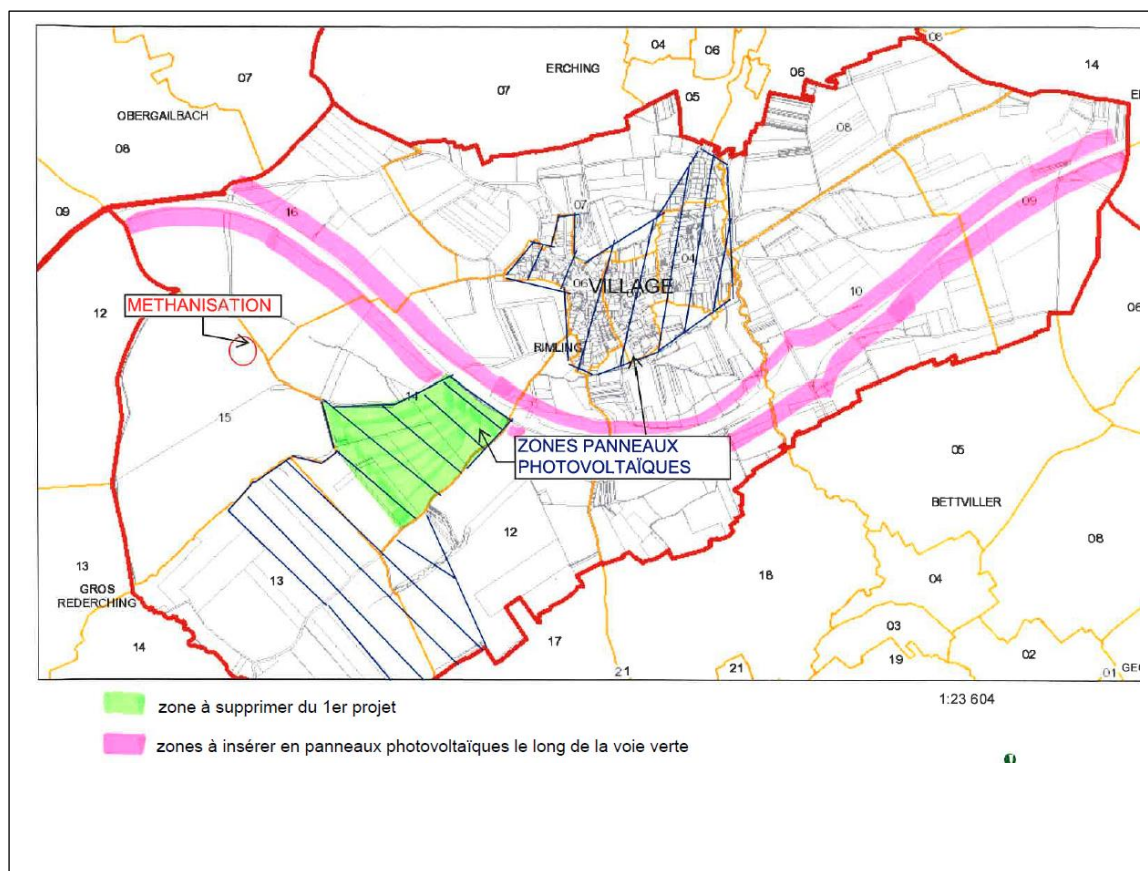 04
06
08
07
ERCHING
06
14
07
05
OBERGAILBACH
08
08
09
16
07
09
04
06
VILLAGE
10
METHANISATION
12
RIMLING
06
14
15
ZONES PANNEAUX
PHOTOVOLTAÏQUES
05
BETTVILLER
12
08
13
13
18
GROS
REDERCHING
04
03
14
17
02
21
21
19
01
GEO
1:23 604
zone à supprimer du 1er projet
zones à insérer en panneaux photovoltaïques le long de la voie verte